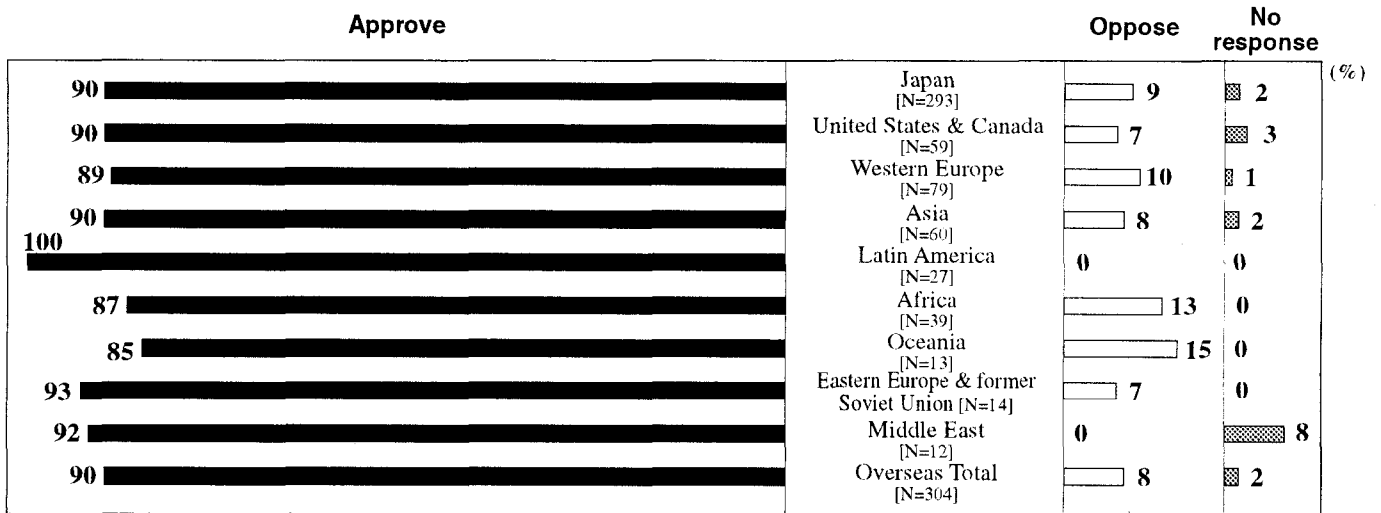 Approve Oppose No response
(%)
90 Japan 9 2
[N=293]
90 United States & Canada 7 3
[N=59]
89 Western Europe 10 1
[N=79]
90 Asia 8 2
[N=60]
100 Latin America 0 0
[N=27]
87 Africa 13 0
[N=39]
85 Oceania 15 0
[N=13]
93 Eastern Europe & former 7 0
Soviet Union [N=14]
92 Middle East 0 8
[N=12]
90 Overseas Total 8 2
[N=304]